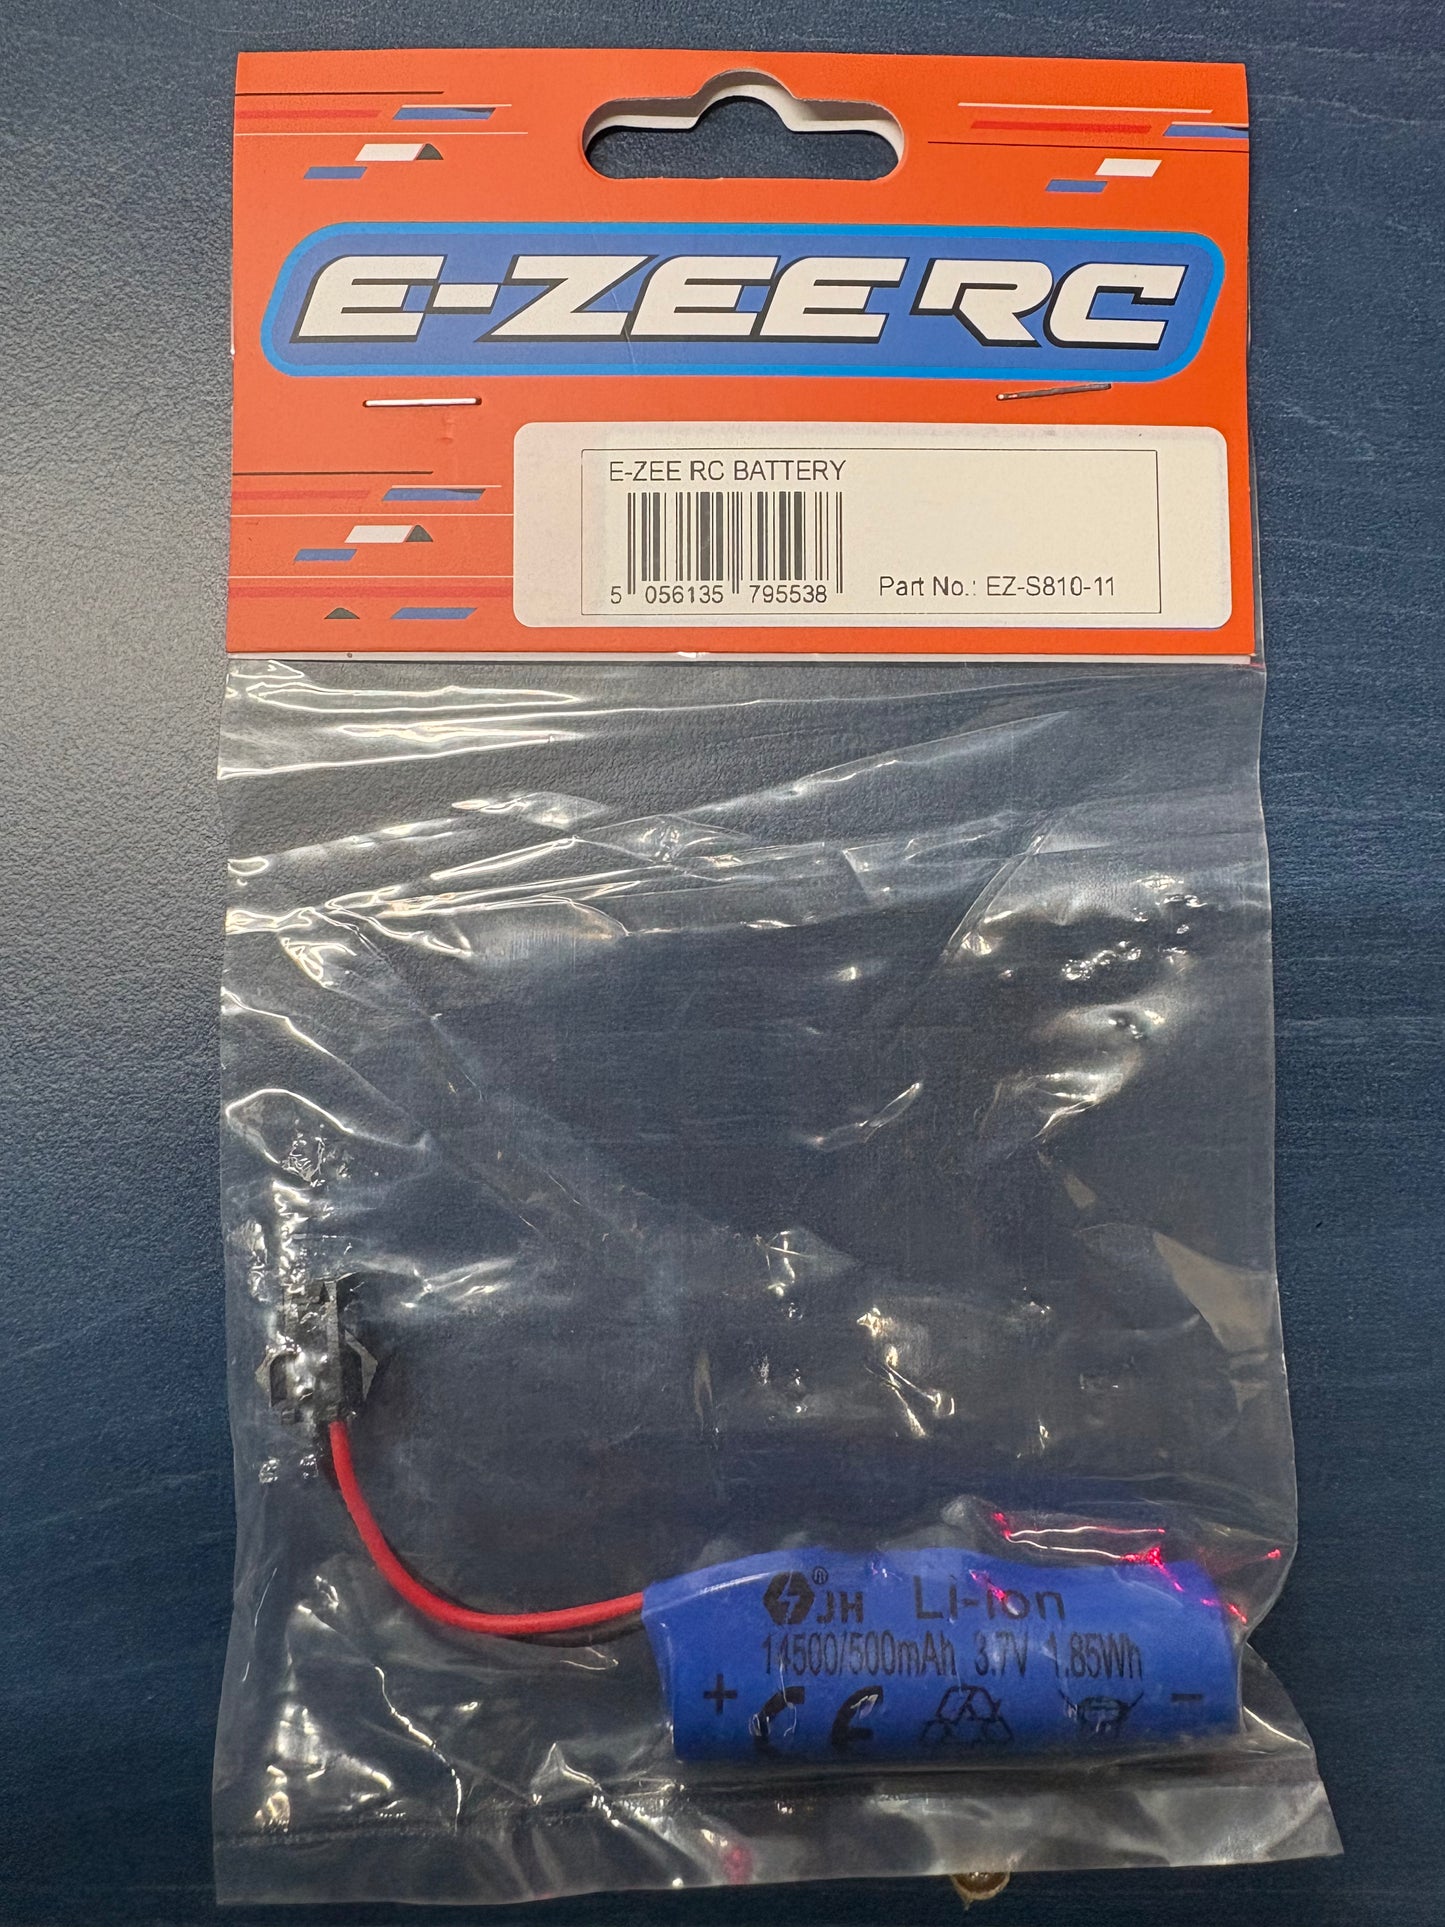 E-ZEE RC
E-ZEE RC BATTERY
5 056135 795538
Part No.: EZ-S810-11
® JH Li-ion
14500/500mAh 3.7V 1.85Wh
+ CE -